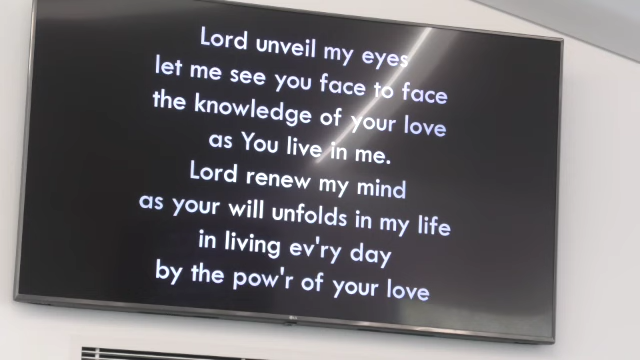 Lord unveil my eyes
let me see you face to face
the knowledge of your love
as You live in me.
Lord renew my mind
as your will unfolds in my life
in living ev'ry day
by the pow'r of your love